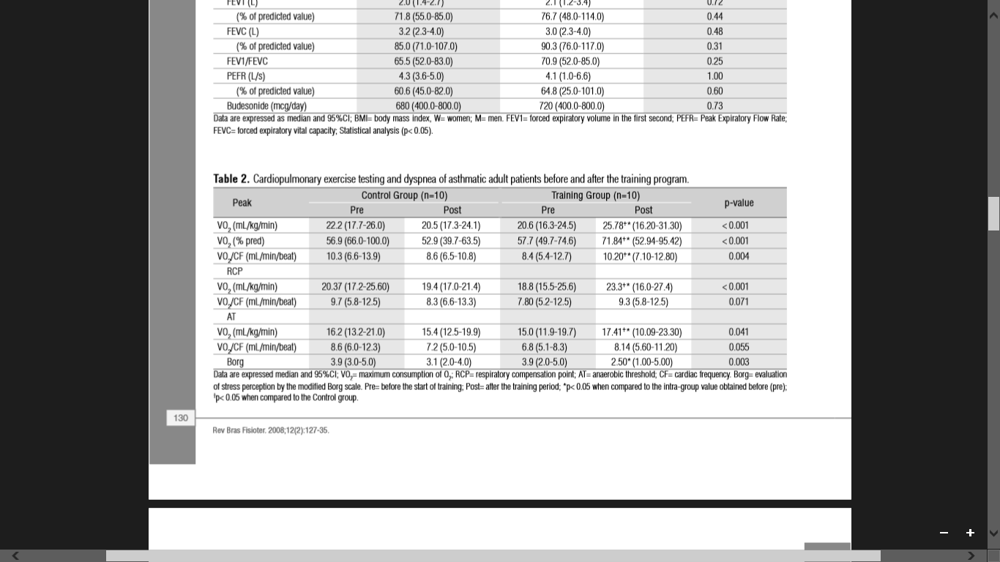 FEV1 (L) 2.0 (1.4-2.7) 2.1 (1.2-3.4) 0.72
(% of predicted value) 71.8 (55.0-85.0) 76.7 (48.0-114.0) 0.44
FEVC (L) 3.2 (2.3-4.0) 3.0 (2.3-4.0) 0.48
(% of predicted value) 85.0 (71.0-107.0) 90.3 (76.0-117.0) 0.31
FEV1/FEVC 65.5 (52.0-83.0) 70.9 (52.0-85.0) 0.25
PEFR (L/s) 4.3 (3.6-5.0) 4.1 (1.0-6.6) 1.00
(% of predicted value) 60.6 (45.0-82.0) 64.8 (25.0-101.0) 0.60
Budesonide (mcg/day) 680 (400.0-800.0) 720 (400.0-800.0) 0.73
Data are expressed as median and 95%CI; BMI= body mass index, W= women; M= men. FEV1= forced expiratory volume in the first second; PEFR= Peak Expiratory Flow Rate;
FEVC= forced expiratory vital capacity; Statistical analysis (p< 0.05).
Table 2. Cardiopulmonary exercise testing and dyspnea of asthmatic adult patients before and after the training program.
Peak Control Group (n=10) Training Group (n=10) p-value
Pre Post Pre Post
VO₂ (mL/kg/min) 22.2 (17.7-26.0) 20.5 (17.3-24.1) 20.6 (16.3-24.5) 25.78⁺* (16.20-31.30) <0.001
VO₂ (% pred) 56.9 (66.0-100.0) 52.9 (39.7-63.5) 57.7 (49.7-74.6) 71.84⁺* (52.94-95.42) <0.001
VO₂/CF (mL/min/beat) 10.3 (6.6-13.9) 8.6 (6.5-10.8) 8.4 (5.4-12.7) 10.20⁺* (7.10-12.80) 0.004
RCP
VO₂ (mL/kg/min) 20.37 (17.2-25.60) 19.4 (17.0-21.4) 18.8 (15.5-25.6) 23.3⁺* (16.0-27.4) <0.001
VO₂/CF (mL/min/beat) 9.7 (5.8-12.5) 8.3 (6.6-13.3) 7.80 (5.2-12.5) 9.3 (5.8-12.5) 0.071
AT
VO₂ (mL/kg/min) 16.2 (13.2-21.0) 15.4 (12.5-19.9) 15.0 (11.9-19.7) 17.41⁺* (10.09-23.30) 0.041
VO₂/CF (mL/min/beat) 8.6 (6.0-12.3) 7.2 (5.0-10.5) 6.8 (5.1-8.3) 8.14 (5.60-11.20) 0.055
Borg 3.9 (3.0-5.0) 3.1 (2.0-4.0) 3.9 (2.0-5.0) 2.50* (1.00-5.00) 0.003
Data are expressed median and 95%CI; VO₂= maximum consumption of O₂; RCP= respiratory compensation point; AT= anaerobic threshold; CF= cardiac frequency. Borg= evaluation
of stress perception by the modified Borg scale. Pre= before the start of training; Post= after the training period; *p< 0.05 when compared to the intra-group value obtained before (pre);
⁺p< 0.05 when compared to the Control group.
130
Rev Bras Fisioter. 2008;12(2):127-35.